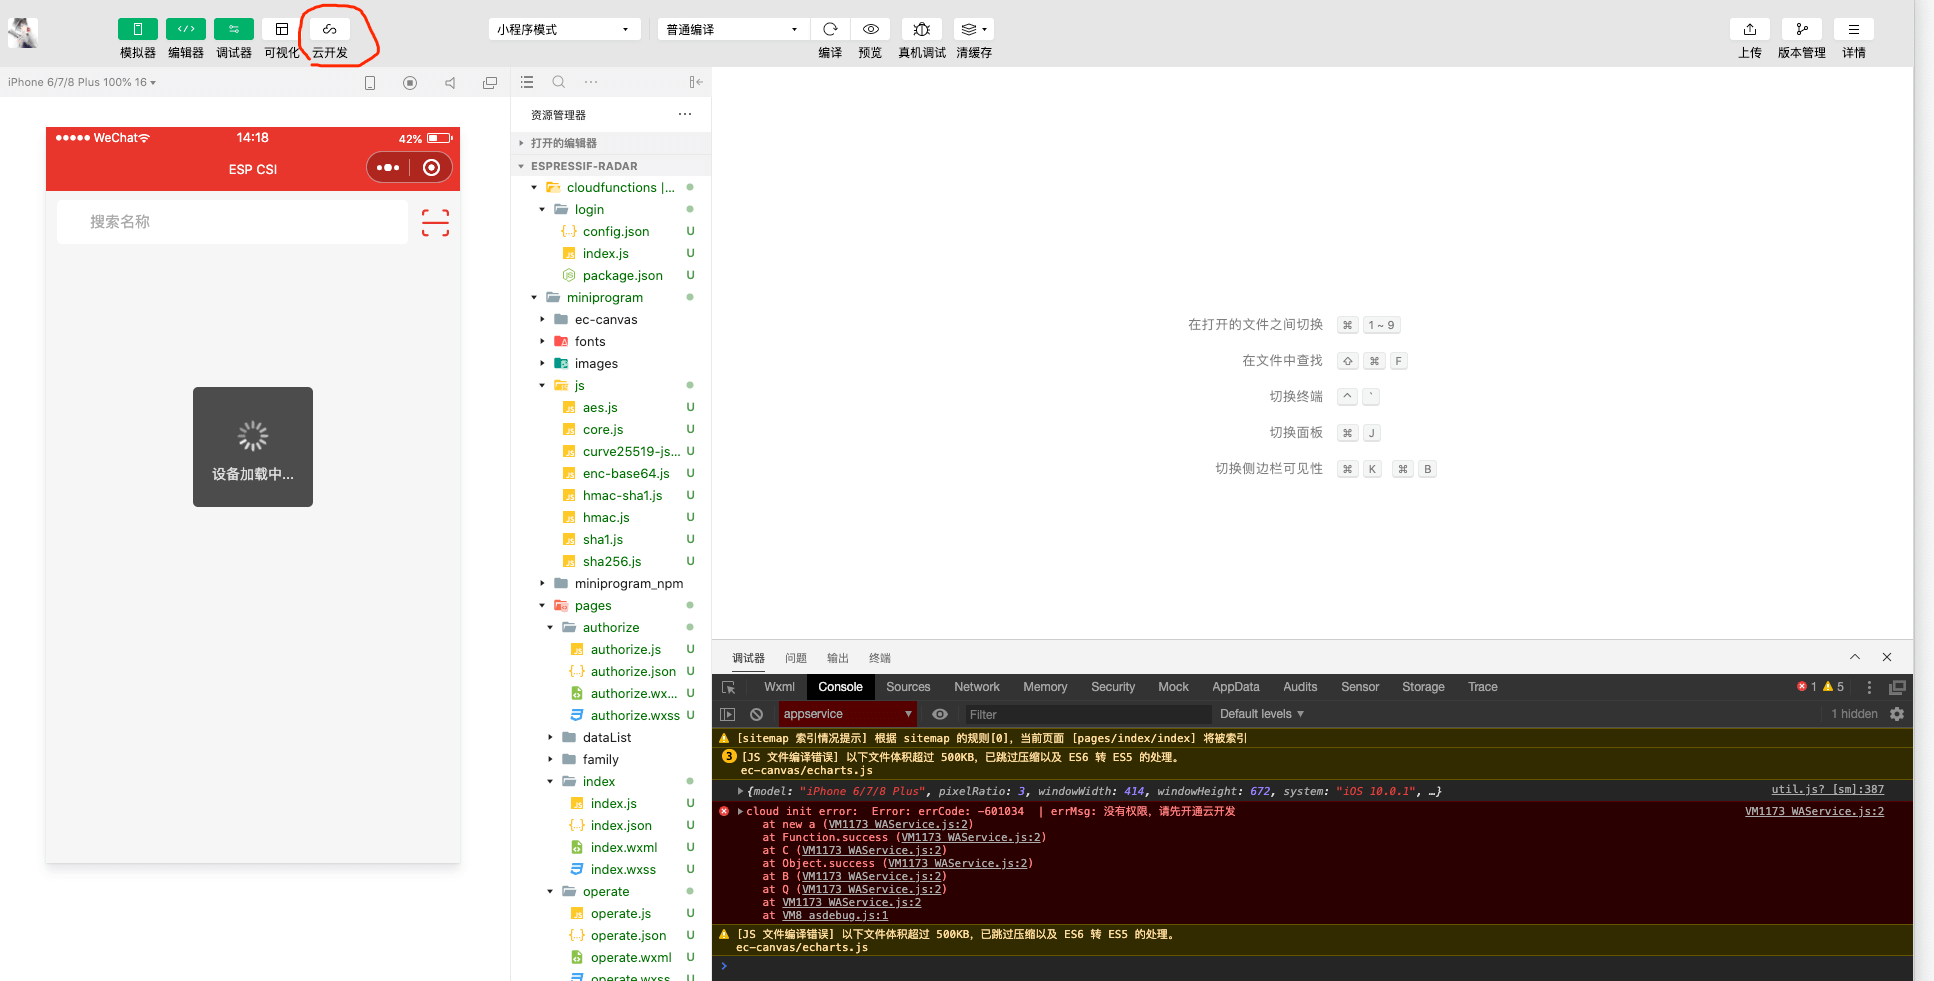 模拟器
编辑器
调试器
可视化
云开发
小程序模式
普通编译
编译
预览
真机调试
清缓存
上传
版本管理
详情
iPhone 6/7/8 Plus 100% 16
WeChat
14:18
42%
ESP CSI
搜索名称
设备加载中...
资源管理器
打开的编辑器
ESPRESSIF-RADAR
cloudfunctions |...
login
config.json U
index.js U
package.json U
miniprogram
ec-canvas
fonts
images
js
aes.js U
core.js U
curve25519-js... U
enc-base64.js U
hmac-sha1.js U
hmac.js U
sha1.js U
sha256.js U
miniprogram_npm
pages
authorize
authorize.js U
authorize.json U
authorize.wx... U
authorize.wxss U
dataList
family
index
index.js U
index.json U
index.wxml U
index.wxss U
operate
operate.js U
operate.json U
operate.wxml U
operate.wxss U
在打开的文件之间切换 ⌘ 1 ~ 9
在文件中查找 ⇧ ⌘ F
切换终端 ^ `
切换面板 ⌘ J
切换侧边栏可见性 ⌘ K ⌘ B
调试器 问题 输出 终端
Wxml Console Sources Network Memory Security Mock AppData Audits Sensor Storage Trace 1 5
appservice Filter Default levels 1 hidden
[sitemap 索引情况提示] 根据 sitemap 的规则[0]，当前页面 [pages/index/index] 将被索引
3 [JS 文件编译错误] 以下文件体积超过 500KB，已跳过压缩以及 ES6 转 ES5 的处理。
ec-canvas/echarts.js
{model: "iPhone 6/7/8 Plus", pixelRatio: 3, windowWidth: 414, windowHeight: 672, system: "iOS 10.0.1", …} util.js? [sm]:387
cloud init error: Error: errCode: -601034 | errMsg: 没有权限，请先开通云开发 VM1173 WAService.js:2
at new a (VM1173 WAService.js:2)
at Function.success (VM1173 WAService.js:2)
at C (VM1173 WAService.js:2)
at Object.success (VM1173 WAService.js:2)
at B (VM1173 WAService.js:2)
at Q (VM1173 WAService.js:2)
at VM1173 WAService.js:2
at VM8 asdebug.js:1
[JS 文件编译错误] 以下文件体积超过 500KB，已跳过压缩以及 ES6 转 ES5 的处理。
ec-canvas/echarts.js